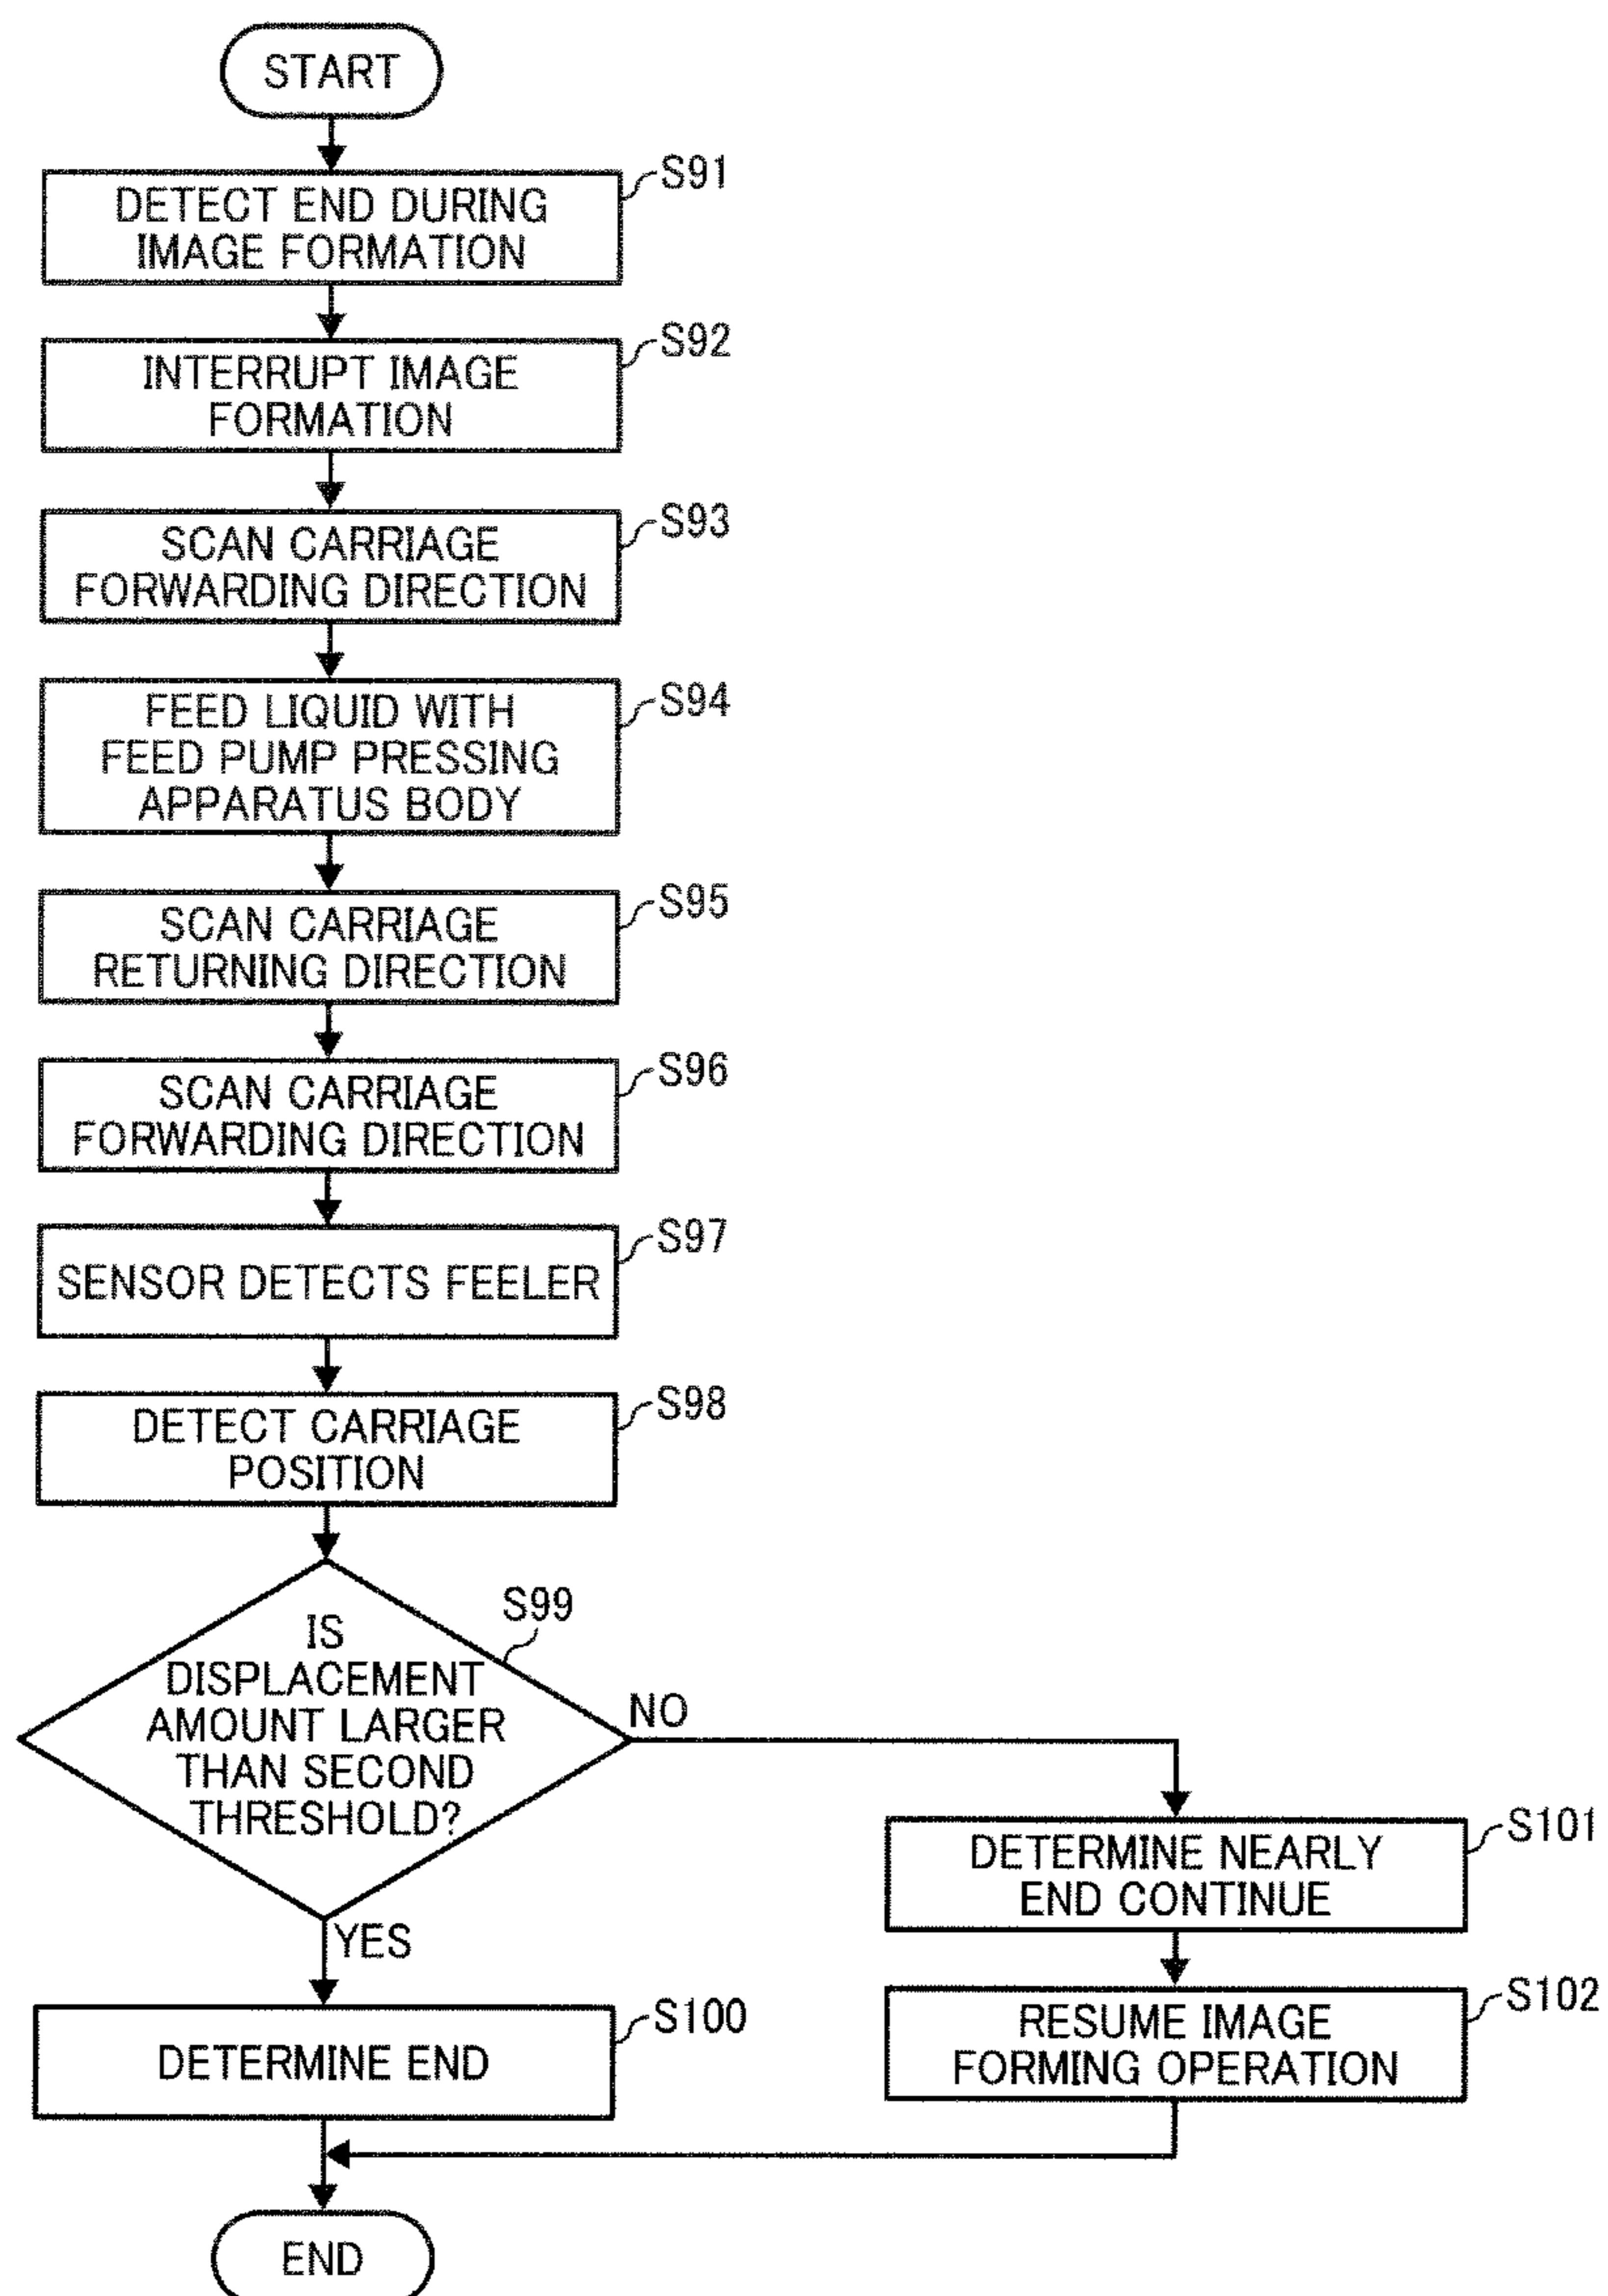 START
S91
DETECT END DURING
IMAGE FORMATION
S92
INTERRUPT IMAGE
FORMATION
S93
SCAN CARRIAGE
FORWARDING DIRECTION
S94
FEED LIQUID WITH
FEED PUMP PRESSING
APPARATUS BODY
S95
SCAN CARRIAGE
RETURNING DIRECTION
S96
SCAN CARRIAGE
FORWARDING DIRECTION
S97
SENSOR DETECTS FEELER
S98
DETECT CARRIAGE
POSITION
S99
IS
DISPLACEMENT
AMOUNT LARGER
THAN SECOND
THRESHOLD?
NO
YES
S101
DETERMINE NEARLY
END CONTINUE
S102
RESUME IMAGE
FORMING OPERATION
S100
DETERMINE END
END